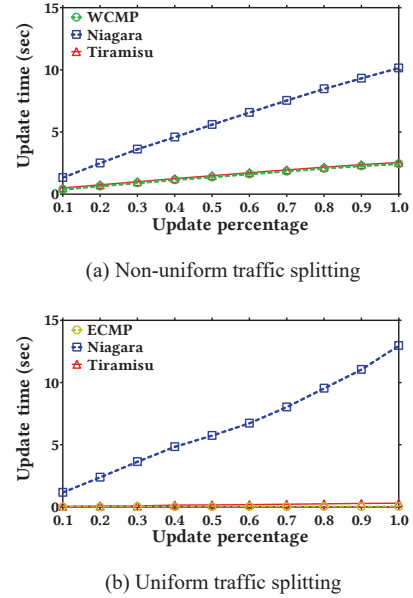 15
10
5
0
Update time (sec)
WCMP
Niagara
Tiramisu
0.1 0.2 0.3 0.4 0.5 0.6 0.7 0.8 0.9 1.0
Update percentage
(a) Non-uniform traffic splitting
15
10
5
0
Update time (sec)
ECMP
Niagara
Tiramisu
0.1 0.2 0.3 0.4 0.5 0.6 0.7 0.8 0.9 1.0
Update percentage
(b) Uniform traffic splitting